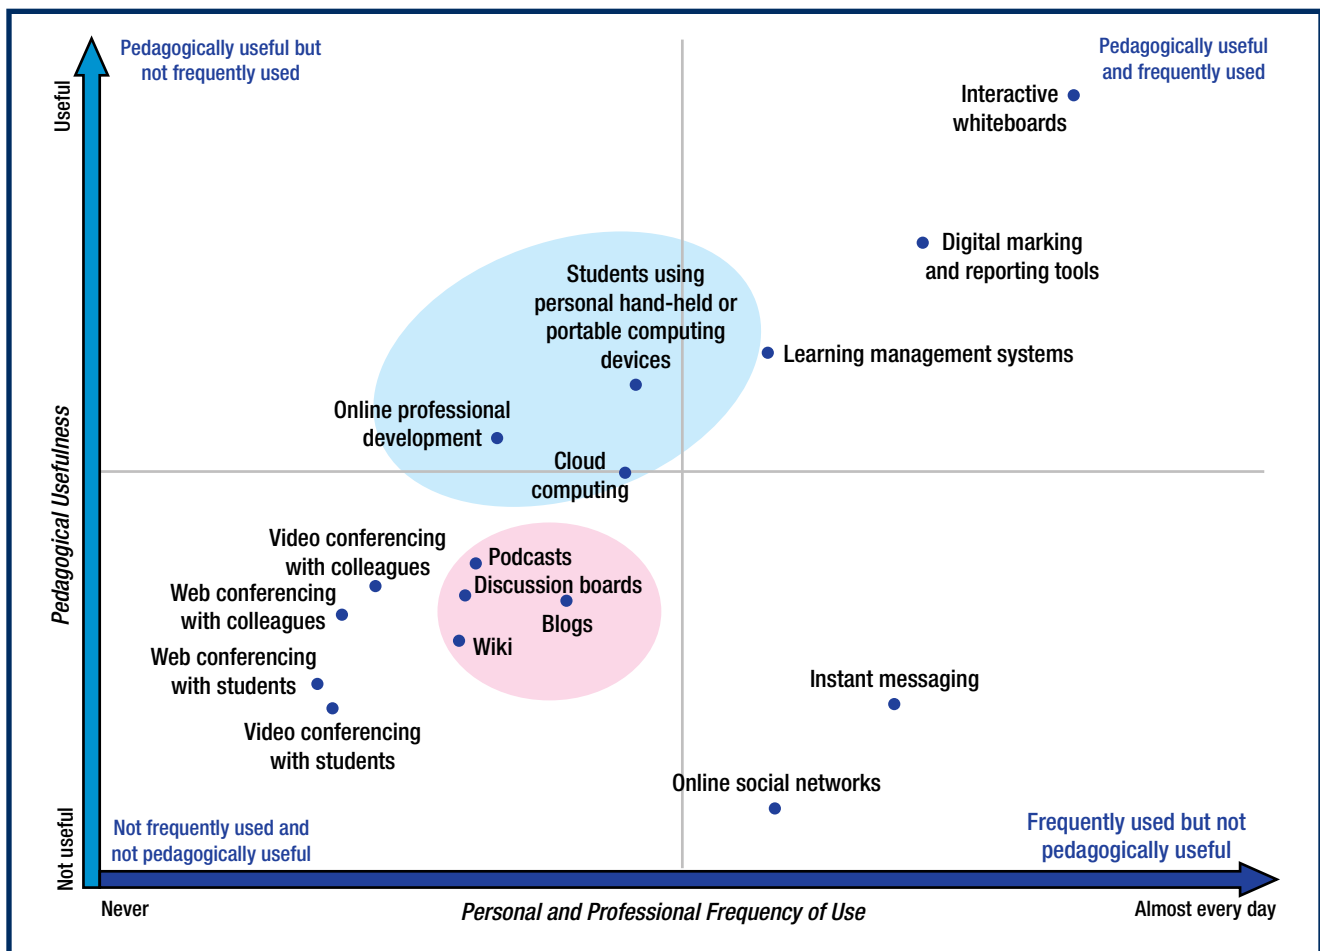 Pedagogically useful but
not frequently used
Pedagogically useful
and frequently used
Useful
Interactive
whiteboards
Digital marking
and reporting tools
Students using
personal hand-held or
portable computing
devices
Learning management systems
Online professional
development
Cloud
computing
Pedagogical Usefulness
Video conferencing
with colleagues
Podcasts
Discussion boards
Web conferencing
with colleagues
Blogs
Wiki
Web conferencing
with students
Instant messaging
Video conferencing
with students
Online social networks
Not useful
Not frequently used and
not pedagogically useful
Frequently used but not
pedagogically useful
Never
Personal and Professional Frequency of Use
Almost every day